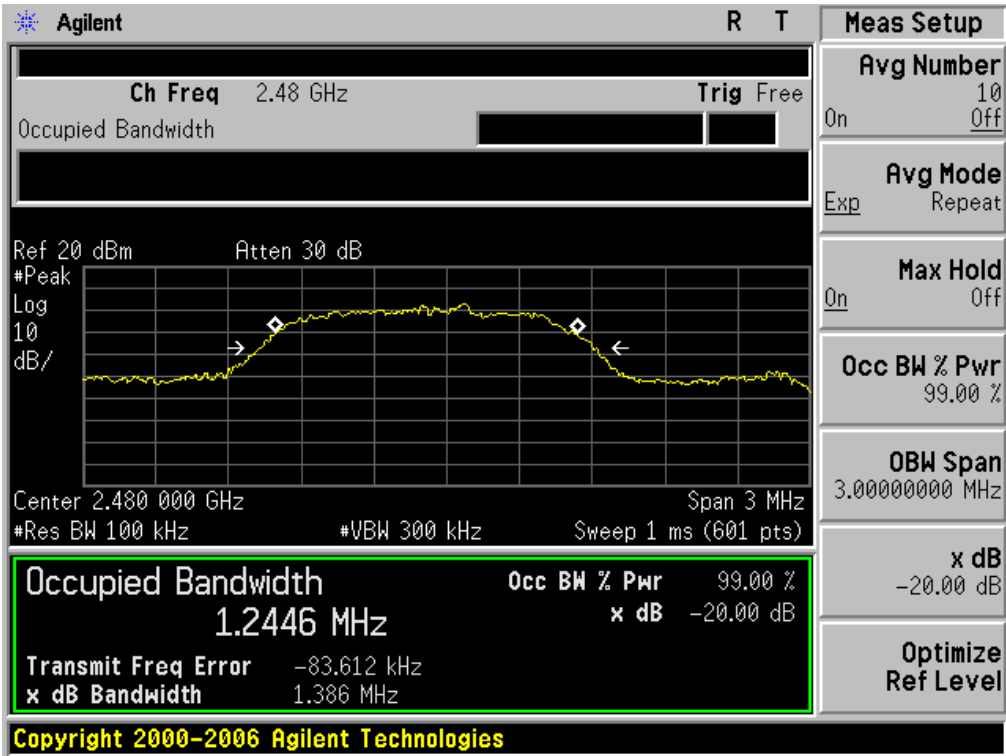 Agilent R T
Ch Freq 2.48 GHz Trig Free
Occupied Bandwidth
Ref 20 dBm Atten 30 dB
#Peak
Log
10
dB/
Center 2.480 000 GHz Span 3 MHz
#Res BW 100 kHz #VBW 300 kHz Sweep 1 ms (601 pts)
Occupied Bandwidth
1.2446 MHz
Occ BW % Pwr 99.00 %
x dB -20.00 dB
Transmit Freq Error -83.612 kHz
x dB Bandwidth 1.386 MHz
Copyright 2000-2006 Agilent Technologies
Meas Setup
Avg Number
10
On Off
Avg Mode
Exp Repeat
Max Hold
On Off
Occ BW % Pwr
99.00 %
OBW Span
3.00000000 MHz
x dB
-20.00 dB
Optimize
Ref Level